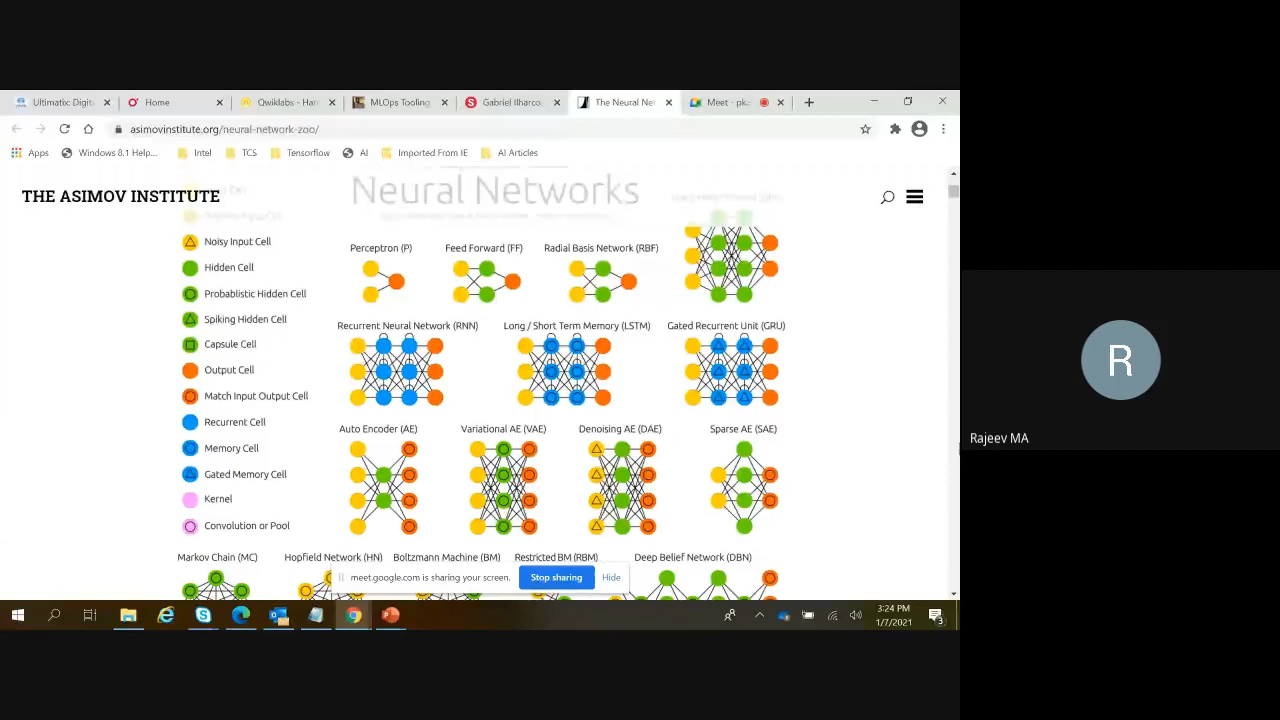 Ultimatix Digit
Home
Qwiklabs - Han
MLOps Tooling
Gabriel Ilharco
The Neural Net
Meet - pk
asimovinstitute.org/neural-network-zoo/
Apps
Windows 8.1 Help...
Intel
TCS
Tensorflow
AI
Imported From IE
AI Articles
THE ASIMOV INSTITUTE
Neural Networks
Noisy Input Cell
Hidden Cell
Probablistic Hidden Cell
Spiking Hidden Cell
Capsule Cell
Output Cell
Match Input Output Cell
Recurrent Cell
Memory Cell
Gated Memory Cell
Kernel
Convolution or Pool
Perceptron (P)
Feed Forward (FF)
Radial Basis Network (RBF)
Recurrent Neural Network (RNN)
Long / Short Term Memory (LSTM)
Gated Recurrent Unit (GRU)
Auto Encoder (AE)
Variational AE (VAE)
Denoising AE (DAE)
Sparse AE (SAE)
Markov Chain (MC)
Hopfield Network (HN)
Boltzmann Machine (BM)
Restricted BM (RBM)
Deep Belief Network (DBN)
meet.google.com is sharing your screen.
Stop sharing
Hide
3:24 PM
1/7/2021
3
R
Rajeev MA